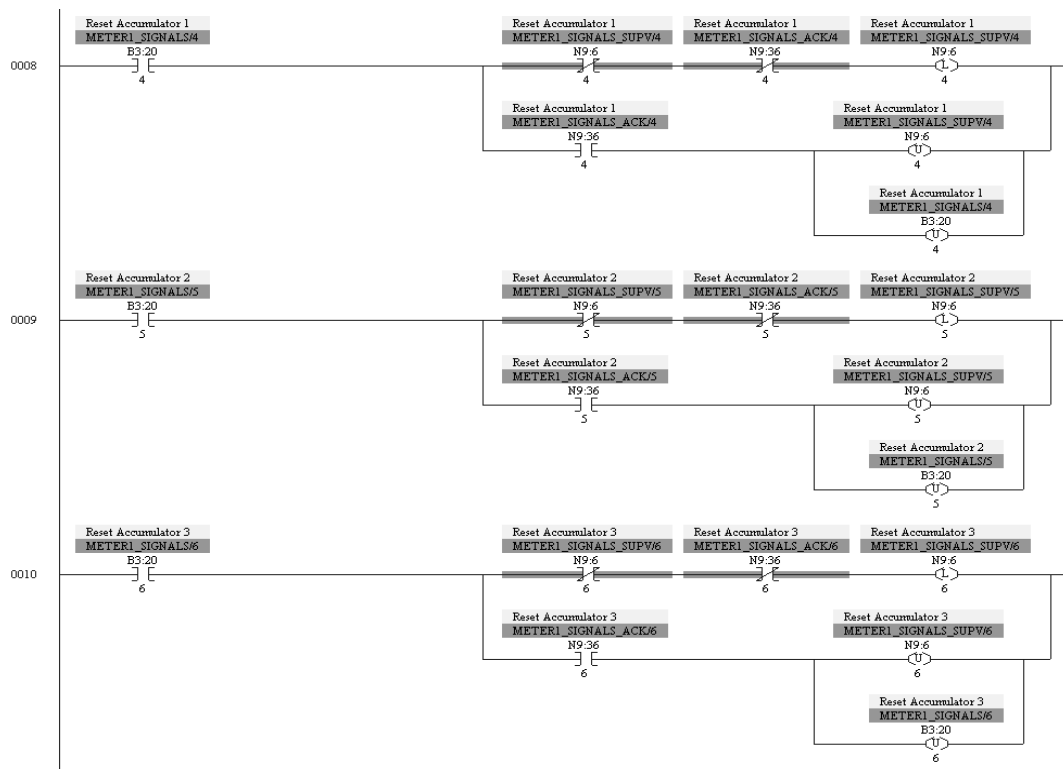 Reset Accumulator 1 Reset Accumulator 1 Reset Accumulator 1 Reset Accumulator 1
METER1_SIGNALS/4 METER1_SIGNALS_SUPV/4 METER1_SIGNALS_ACK/4 METER1_SIGNALS_SUPV/4
B3:20 N9:6 N9:36 N9:6
0008 L
4 4 4 4
Reset Accumulator 1 Reset Accumulator 1
METER1_SIGNALS_ACK/4 METER1_SIGNALS_SUPV/4
N9:36 N9:6
U
4 4
Reset Accumulator 1
METER1_SIGNALS/4
B3:20
U
4
Reset Accumulator 2 Reset Accumulator 2 Reset Accumulator 2 Reset Accumulator 2
METER1_SIGNALS/5 METER1_SIGNALS_SUPV/5 METER1_SIGNALS_ACK/5 METER1_SIGNALS_SUPV/5
B3:20 N9:6 N9:36 N9:6
0009 L
5 5 5 5
Reset Accumulator 2 Reset Accumulator 2
METER1_SIGNALS_ACK/5 METER1_SIGNALS_SUPV/5
N9:36 N9:6
U
5 5
Reset Accumulator 2
METER1_SIGNALS/5
B3:20
U
5
Reset Accumulator 3 Reset Accumulator 3 Reset Accumulator 3 Reset Accumulator 3
METER1_SIGNALS/6 METER1_SIGNALS_SUPV/6 METER1_SIGNALS_ACK/6 METER1_SIGNALS_SUPV/6
B3:20 N9:6 N9:36 N9:6
0010 L
6 6 6 6
Reset Accumulator 3 Reset Accumulator 3
METER1_SIGNALS_ACK/6 METER1_SIGNALS_SUPV/6
N9:36 N9:6
U
6 6
Reset Accumulator 3
METER1_SIGNALS/6
B3:20
U
6